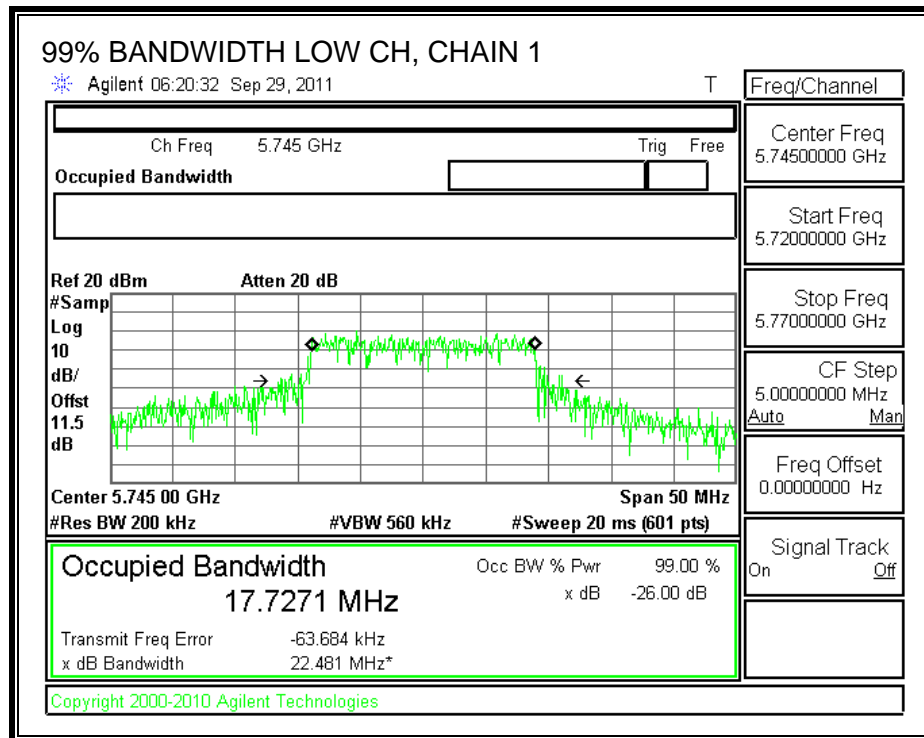 99% BANDWIDTH LOW CH, CHAIN 1
Agilent 06:20:32 Sep 29, 2011 T
Freq/Channel
Ch Freq 5.745 GHz Trig Free
Occupied Bandwidth
Center Freq
5.74500000 GHz
Start Freq
5.72000000 GHz
Stop Freq
5.77000000 GHz
CF Step
5.00000000 MHz
Auto Man
Freq Offset
0.00000000 Hz
Signal Track
On Off
Ref 20 dBm Atten 20 dB
#Samp
Log
10
dB/
Offst
11.5
dB
Center 5.745 00 GHz Span 50 MHz
#Res BW 200 kHz #VBW 560 kHz #Sweep 20 ms (601 pts)
Occupied Bandwidth Occ BW % Pwr 99.00 %
17.7271 MHz x dB -26.00 dB
Transmit Freq Error -63.684 kHz
x dB Bandwidth 22.481 MHz*
Copyright 2000-2010 Agilent Technologies